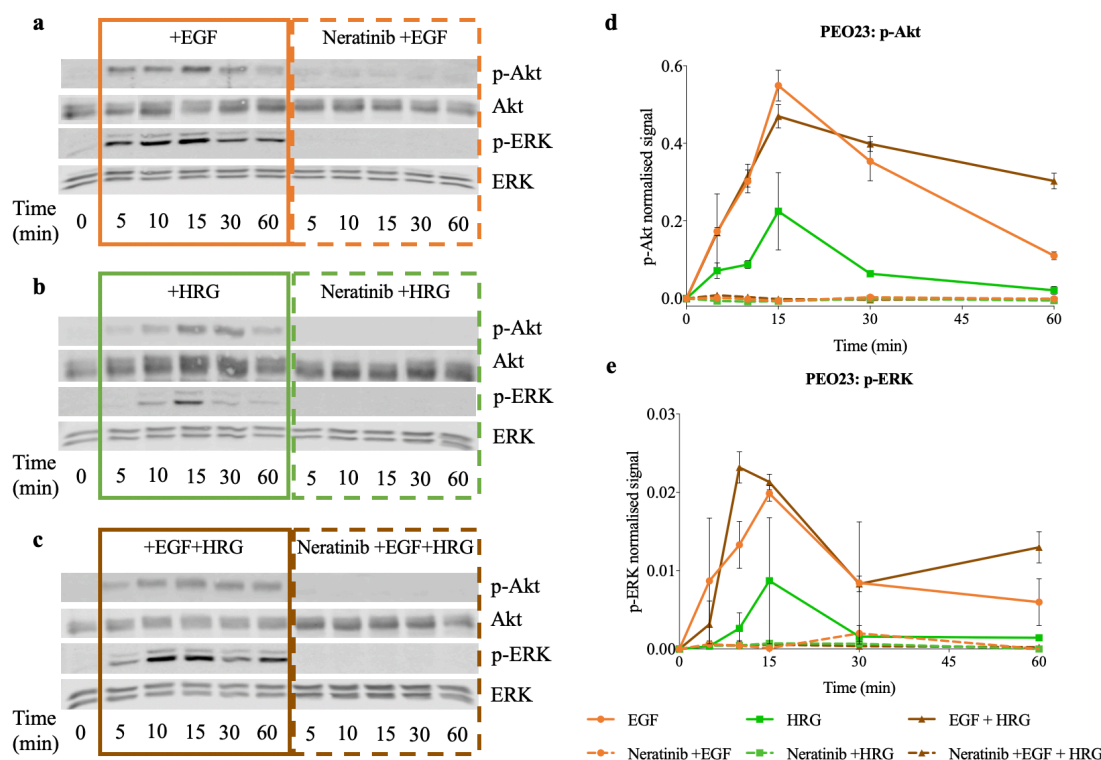 a
+EGF
Neratinib +EGF
p-Akt
Akt
p-ERK
ERK
Time (min)
0 5 10 15 30 60 5 10 15 30 60
b
+HRG
Neratinib +HRG
p-Akt
Akt
p-ERK
ERK
Time (min)
0 5 10 15 30 60 5 10 15 30 60
c
+EGF+HRG
Neratinib +EGF+HRG
p-Akt
Akt
p-ERK
ERK
Time (min)
0 5 10 15 30 60 5 10 15 30 60
d
PEO23: p-Akt
p-Akt normalised signal
0.6
0.4
0.2
0.0
0 15 30 45 60
Time (min)
e
PEO23: p-ERK
p-ERK normalised signal
0.03
0.02
0.01
0.00
0 15 30 45 60
Time (min)
EGF HRG EGF + HRG
Neratinib +EGF Neratinib +HRG Neratinib +EGF + HRG